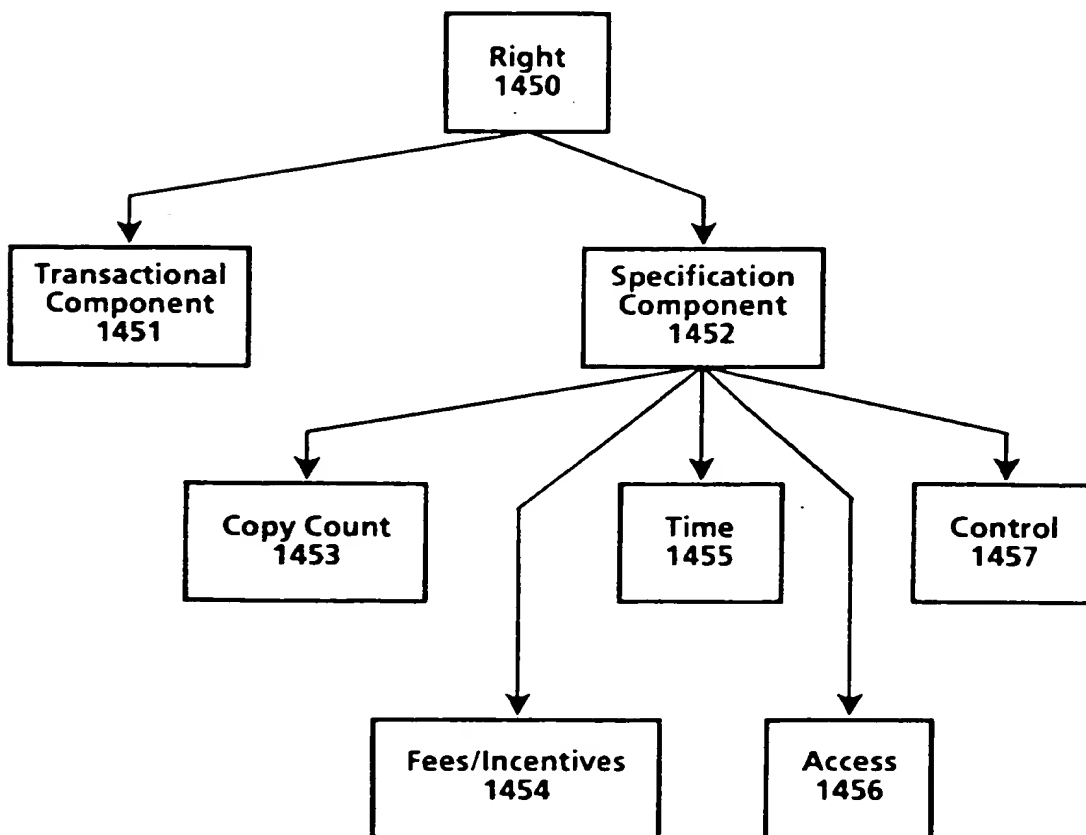 Right
1450
Transactional
Component
1451
Specification
Component
1452
Copy Count
1453
Time
1455
Control
1457
Fees/Incentives
1454
Access
1456